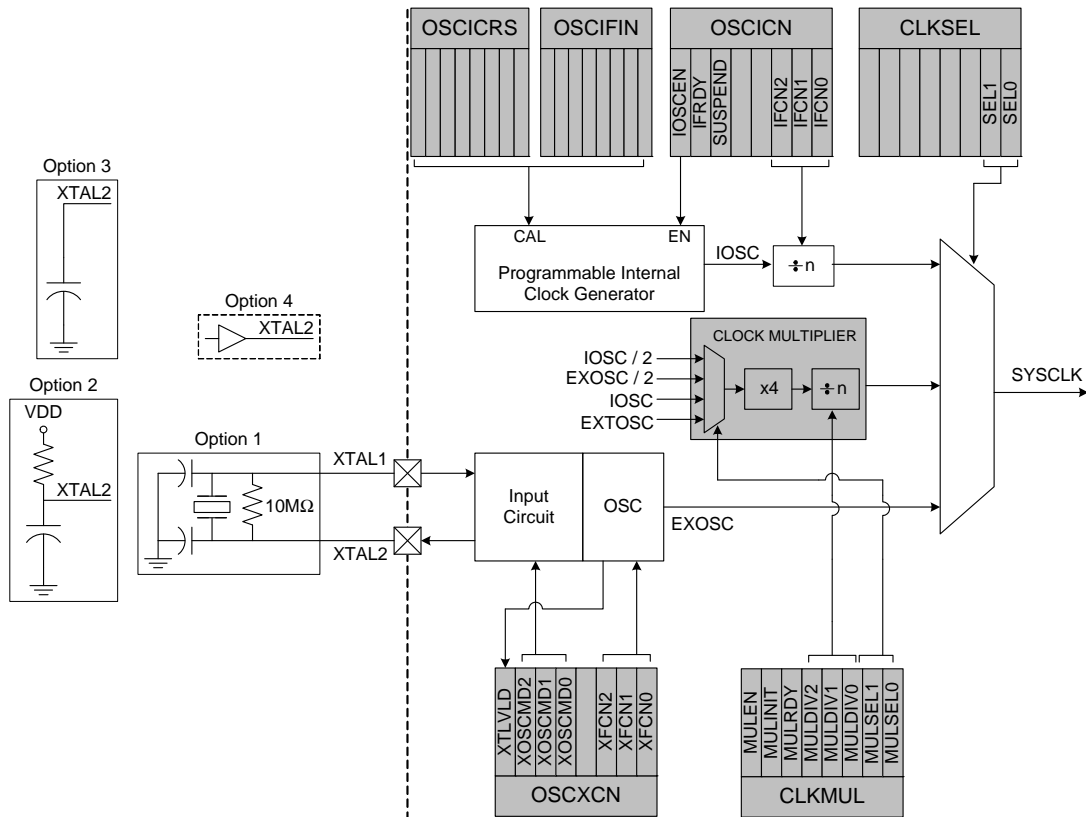 OSCICRS
OSCIFIN
OSCICN
CLKSEL
IOSCEN
IFRDY
SUSPEND
IFCN2
IFCN1
IFCN0
SEL1
SEL0
Option 3
XTAL2
Option 4
XTAL2
CAL
EN
Programmable Internal
Clock Generator
IOSC
÷ n
CLOCK MULTIPLIER
IOSC / 2
EXOSC / 2
IOSC
EXTOSC
x4
÷ n
SYSCLK
Option 2
VDD
XTAL2
Option 1
10MΩ
XTAL1
XTAL2
Input
Circuit
OSC
EXOSC
XTLVLD
XOSCMD2
XOSCMD1
XOSCMD0
XFCN2
XFCN1
XFCN0
OSCXCN
MULEN
MULINIT
MULRDY
MULDIV2
MULDIV1
MULDIV0
MULSEL1
MULSEL0
CLKMUL